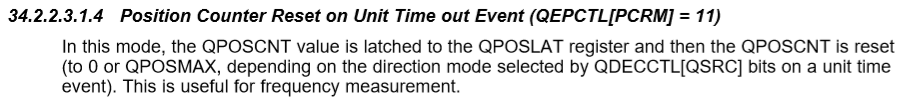 34.2.2.3.1.4 Position Counter Reset on Unit Time out Event (QEPCTL[PCRM] = 11)
In this mode, the QPOSCNT value is latched to the QPOSLAT register and then the QPOSCNT is reset
(to 0 or QPOSMAX, depending on the direction mode selected by QDECCTL[QSRC] bits on a unit time
event). This is useful for frequency measurement.